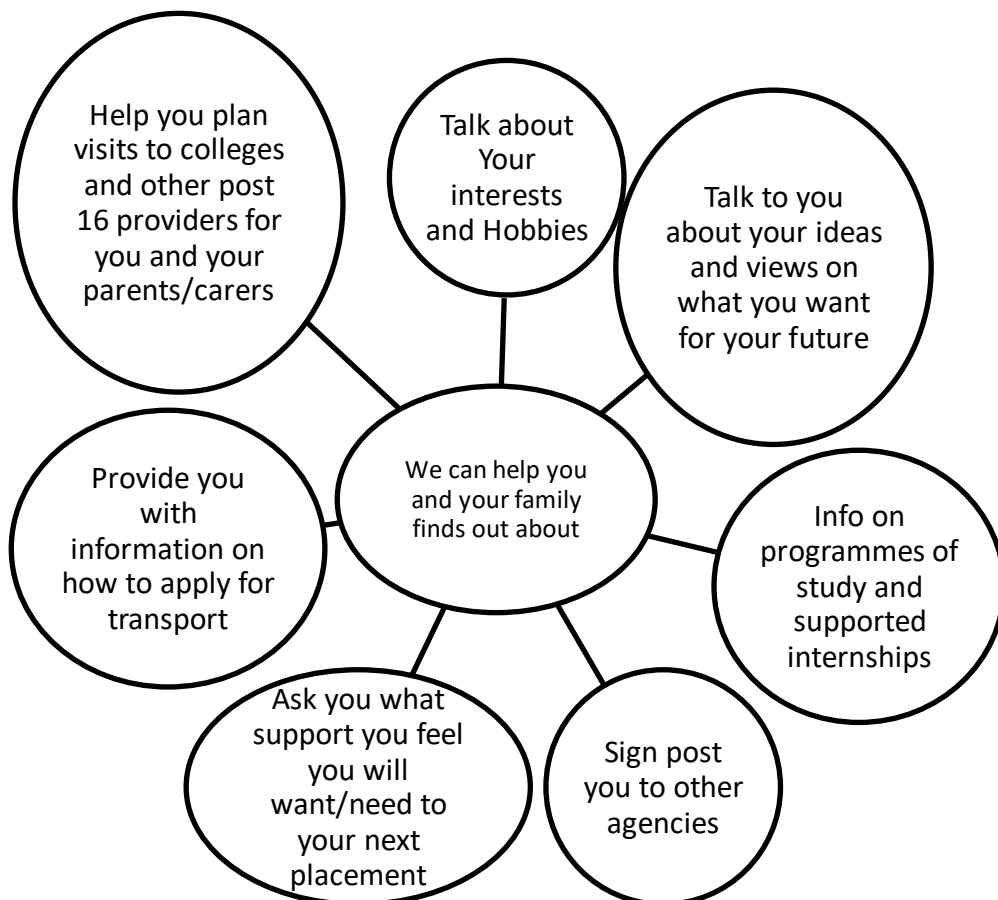 Help you plan
visits to colleges
and other post
16 providers for
you and your
parents/carers
Talk about
Your
interests
and Hobbies
Talk to you
about your ideas
and views on
what you want
for your future
We can help you
and your family
finds out about
Provide you
with
information on
how to apply for
transport
Info on
programmes of
study and
supported
internships
Ask you what
support you feel
you will
want/need to
your next
placement
Sign post
you to other
agencies